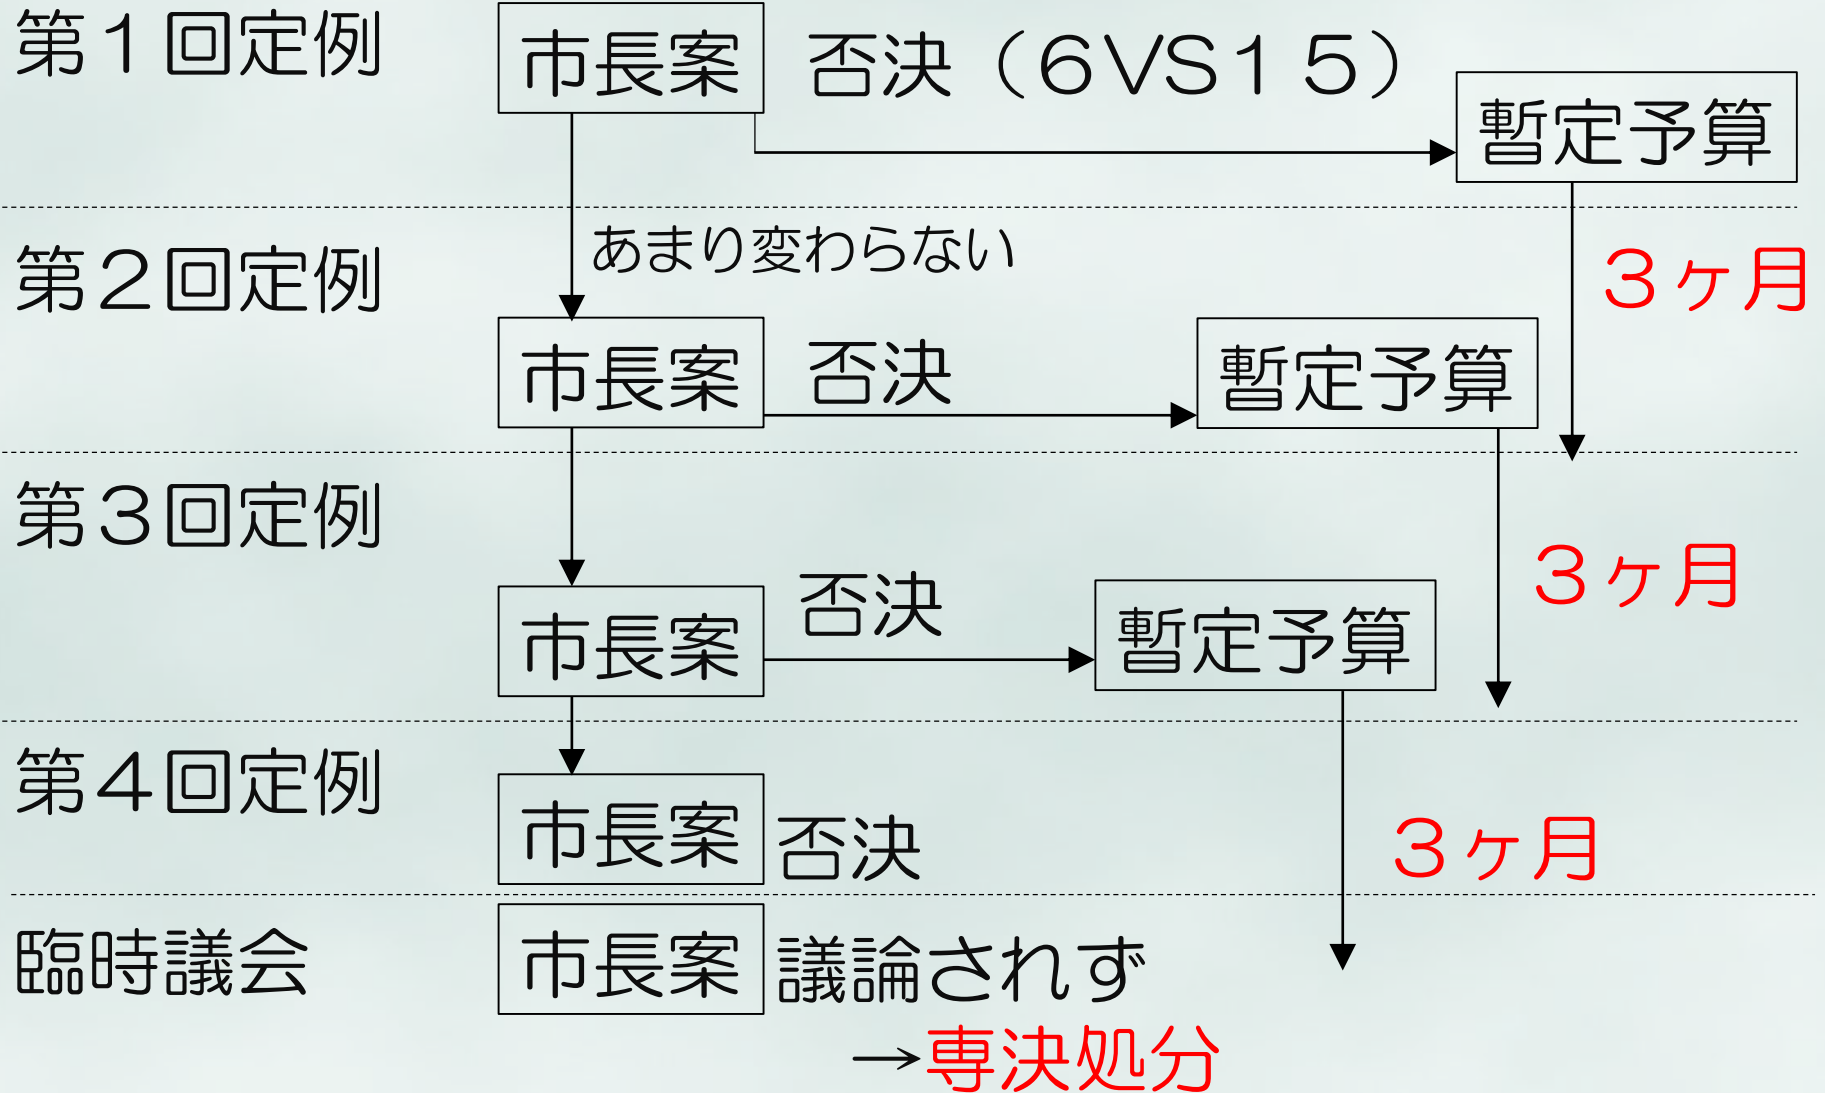 第１回定例
市長案
否決（６ＶＳ１５）
暫定予算
あまり変わらない
第２回定例
３ヶ月
市長案
否決
暫定予算
第３回定例
３ヶ月
否決
市長案
暫定予算
第４回定例
市長案
否決
３ヶ月
臨時議会
市長案
議論されず
→専決処分